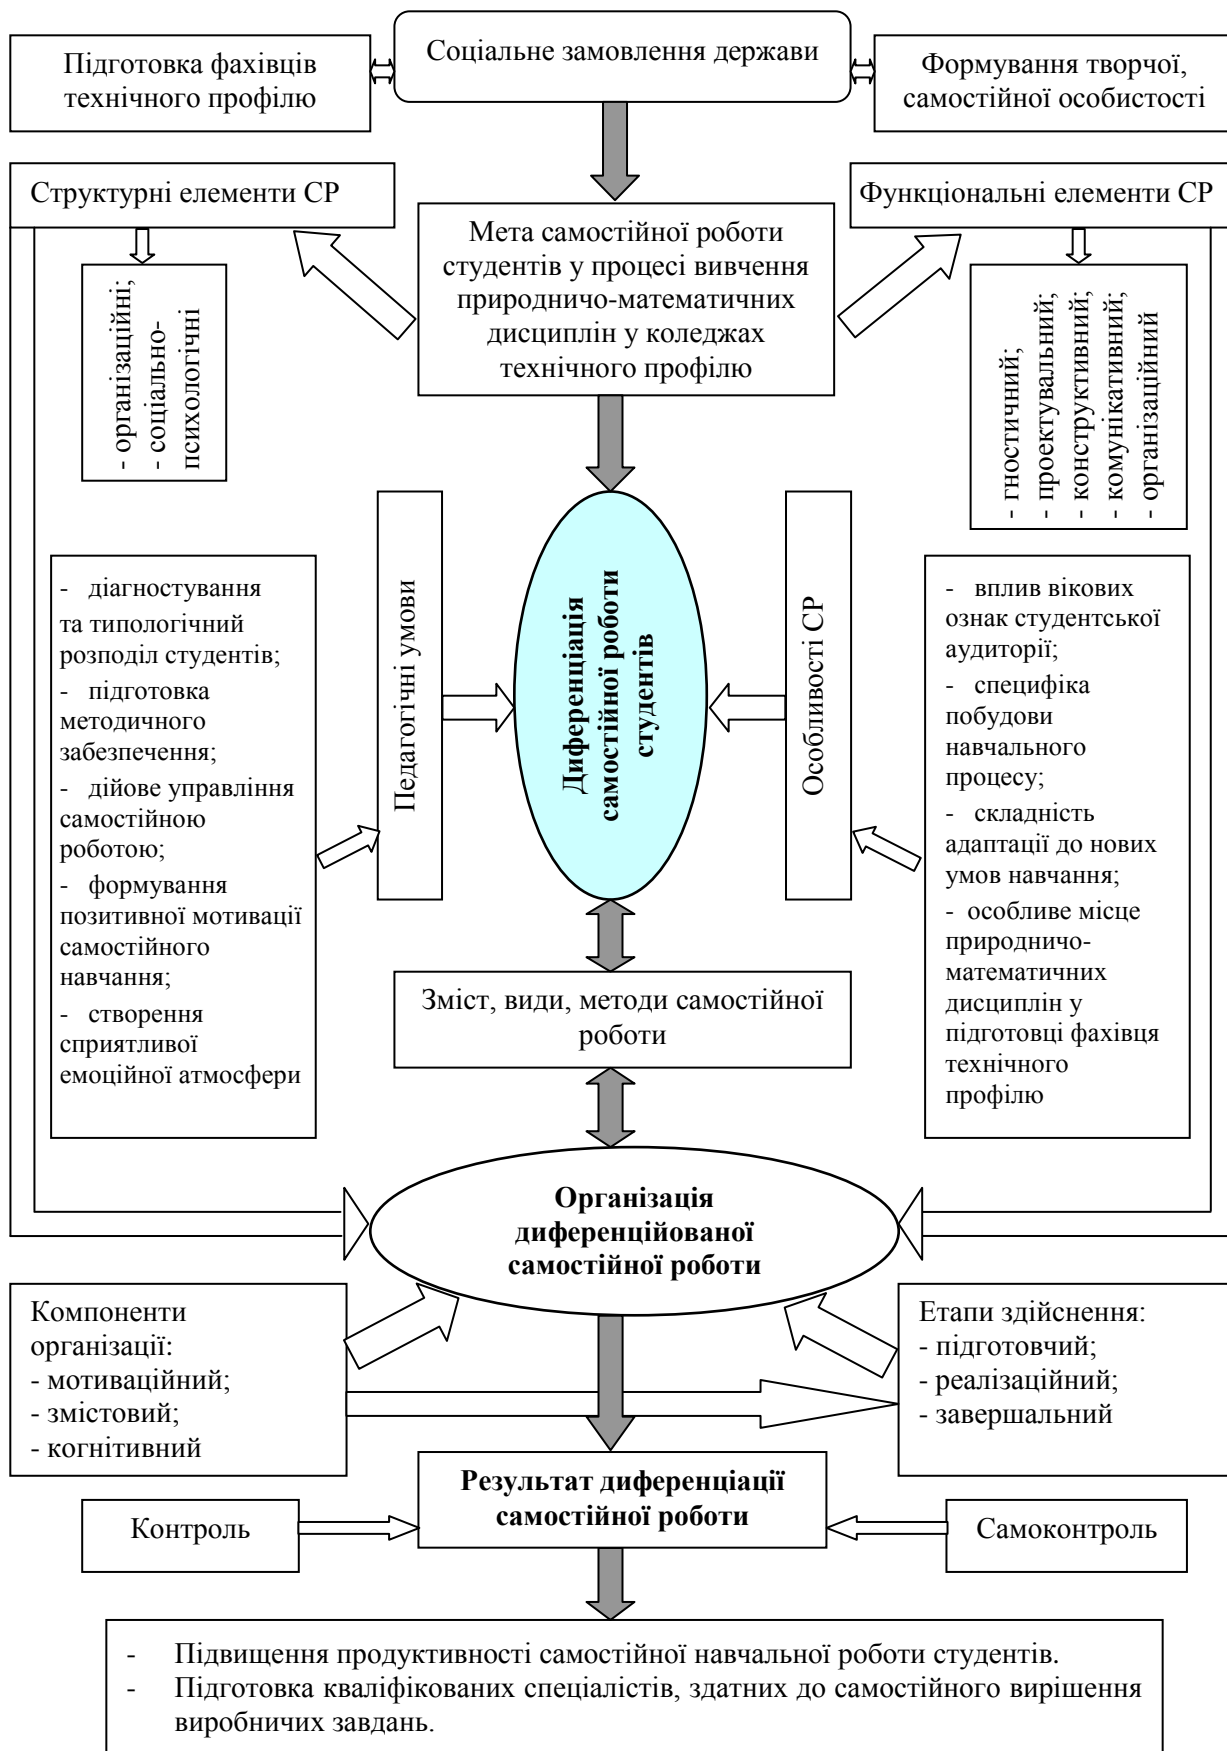 Соціальне замовлення держави
Підготовка фахівців
технічного профілю
Формування творчої,
самостійної особистості
Структурні елементи СР
Функціональні елементи СР
Мета самостійної роботи
студентів у процесі вивчення
природничо-математичних
дисциплін у коледжах
технічного профілю
- організаційні;
- соціально-
психологічні
- гностичний;
- проектувальний;
- конструктивний;
- комунікативний;
- організаційний
- діагностування
та типологічний
розподіл студентів;
- підготовка
методичного
забезпечення;
- дійове управління
самостійною
роботою;
- формування
позитивної мотивації
самостійного
навчання;
- створення
сприятливої
емоційної атмосфери
Педагогічні умови
Диференціація
самостійної роботи
студентів
Особливості СР
- вплив вікових
ознак студентської
аудиторії;
- специфіка
побудови
навчального
процесу;
- складність
адаптації до нових
умов навчання;
- особливе місце
природничо-
математичних
дисциплін у
підготовці фахівця
технічного
профілю
Зміст, види, методи самостійної
роботи
Організація
диференційованої
самостійної роботи
Компоненти
організації:
- мотиваційний;
- змістовий;
- когнітивний
Етапи здійснення:
- підготовчий;
- реалізаційний;
- завершальний
Результат диференціації
самостійної роботи
Контроль
Самоконтроль
- Підвищення продуктивності самостійної навчальної роботи студентів.
- Підготовка кваліфікованих спеціалістів, здатних до самостійного вирішення
виробничих завдань.